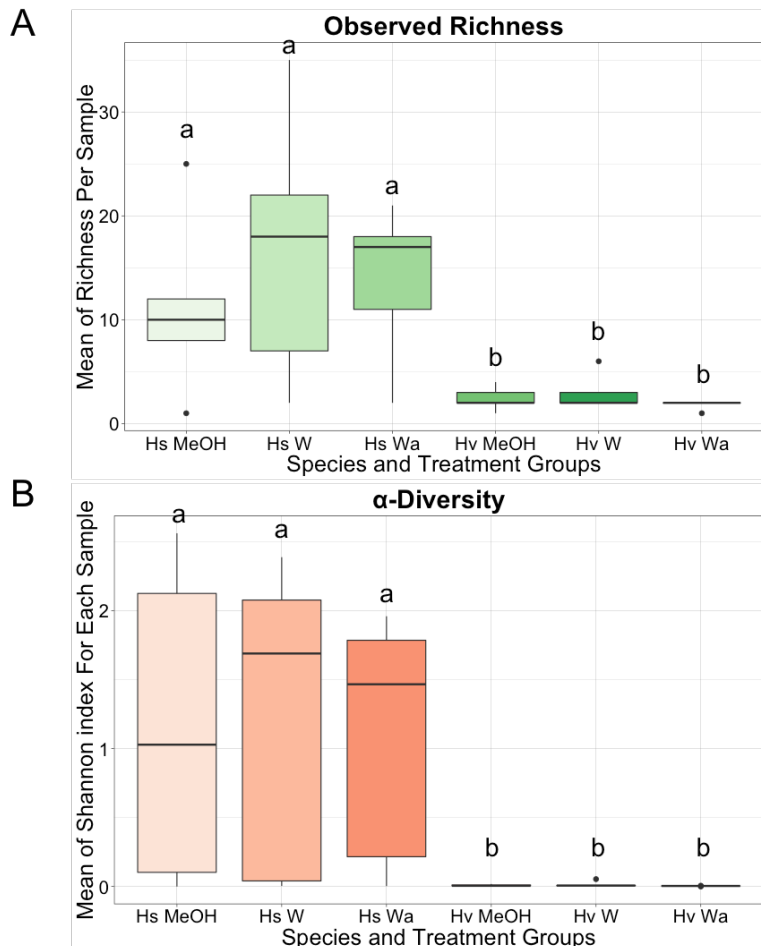 A
Observed Richness
Mean of Richness Per Sample
30
20
10
0
a
a
a
b
b
b
Hs MeOH
Hs W
Hs Wa
Hv MeOH
Hv W
Hv Wa
Species and Treatment Groups
B
α-Diversity
Mean of Shannon index For Each Sample
2
1
0
a
a
a
b
b
b
Hs MeOH
Hs W
Hs Wa
Hv MeOH
Hv W
Hv Wa
Species and Treatment Groups